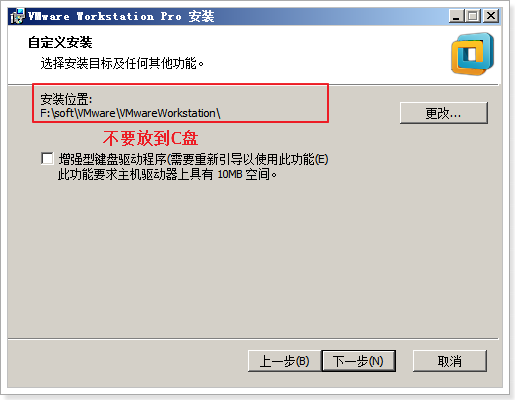 VMware Workstation Pro 安装
自定义安装
选择安装目标及任何其他功能。
安装位置:
F:\soft\VMware\VMwareWorkstation\
更改...
不要放到C盘
增强型键盘驱动程序(需要重新引导以使用此功能(E)
此功能要求主机驱动器上具有 10MB 空间。
上一步(B)
下一步(N)
取消